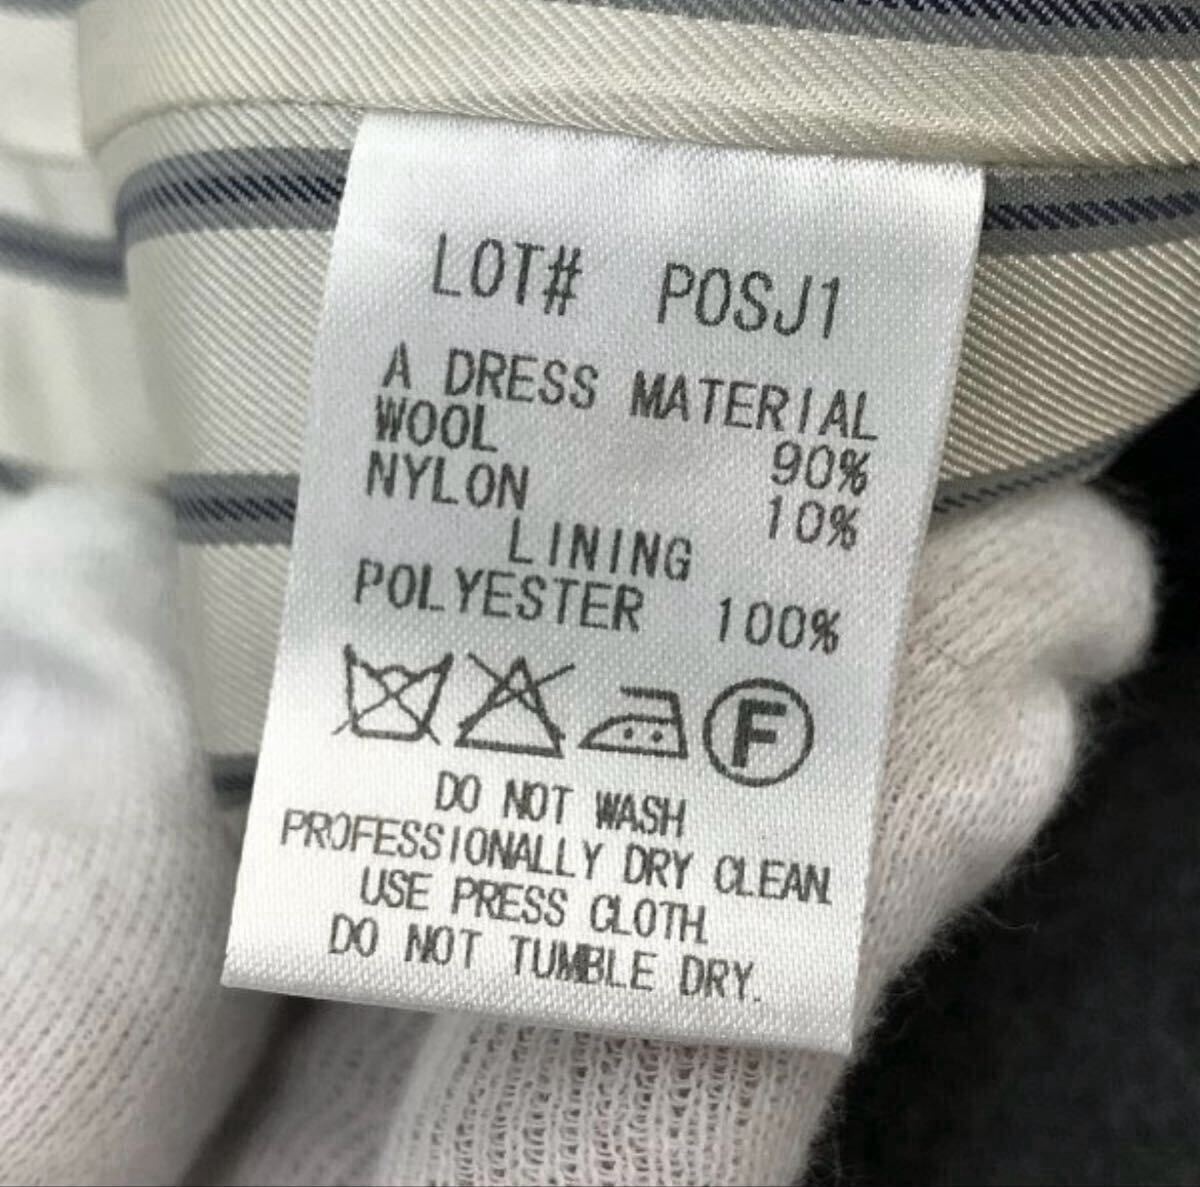 LOT# POSJ1
A DRESS MATERIAL
WOOL 90%
NYLON 10%
LINING
POLYESTER 100%
F
DO NOT WASH
PROFESSIONALLY DRY CLEAN.
USE PRESS CLOTH.
DO NOT TUMBLE DRY.